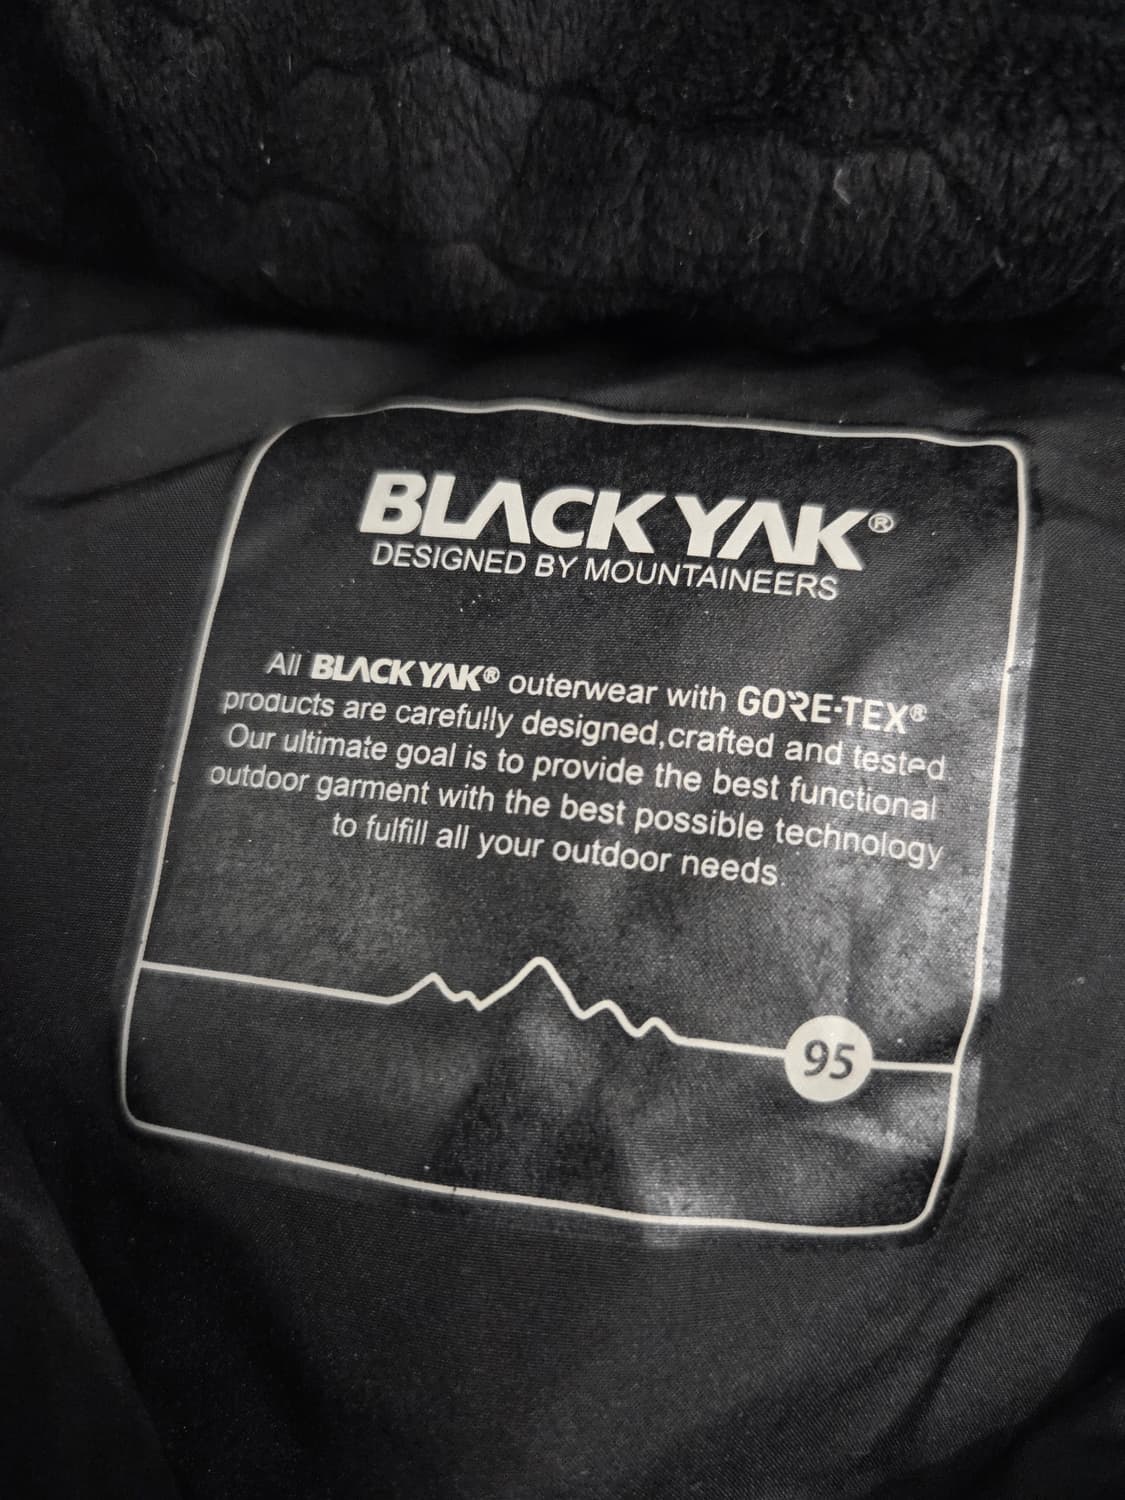 BLACKYAK®
DESIGNED BY MOUNTAINEERS
All BLACKYAK® outerwear with GORE-TEX®
products are carefully designed,crafted and tested
Our ultimate goal is to provide the best functional
outdoor garment with the best possible technology
to fulfill all your outdoor needs.
95